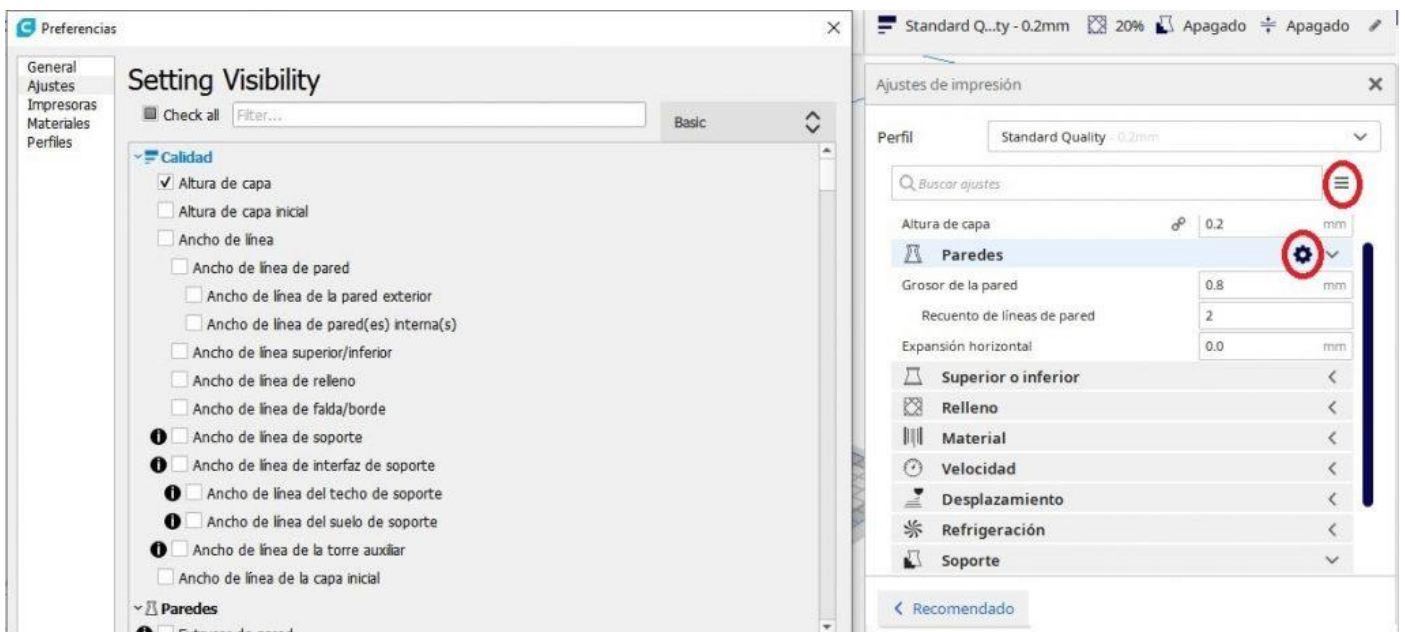 Preferencias
General
Ajustes
Impresoras
Materiales
Perfiles
Setting Visibility
Check all
Filter...
Basic
Calidad
Altura de capa
Altura de capa inicial
Ancho de línea
Ancho de línea de pared
Ancho de línea de la pared exterior
Ancho de línea de pared(es) interna(s)
Ancho de línea superior/inferior
Ancho de línea de relleno
Ancho de línea de falda/borde
Ancho de línea de soporte
Ancho de línea de interfaz de soporte
Ancho de línea del techo de soporte
Ancho de línea del suelo de soporte
Ancho de línea de la torre auxiliar
Ancho de línea de la capa inicial
Paredes
Standard Q...ty - 0.2mm 20% Apagado Apagado
Ajustes de impresión
Perfil Standard Quality - 0.2mm
Buscar ajustes
Altura de capa 0.2 mm
Paredes
Grosor de la pared 0.8 mm
Recuento de líneas de pared 2
Expansión horizontal 0.0 mm
Superior o inferior
Relleno
Material
Velocidad
Desplazamiento
Refrigeración
Soporte
Recomendado